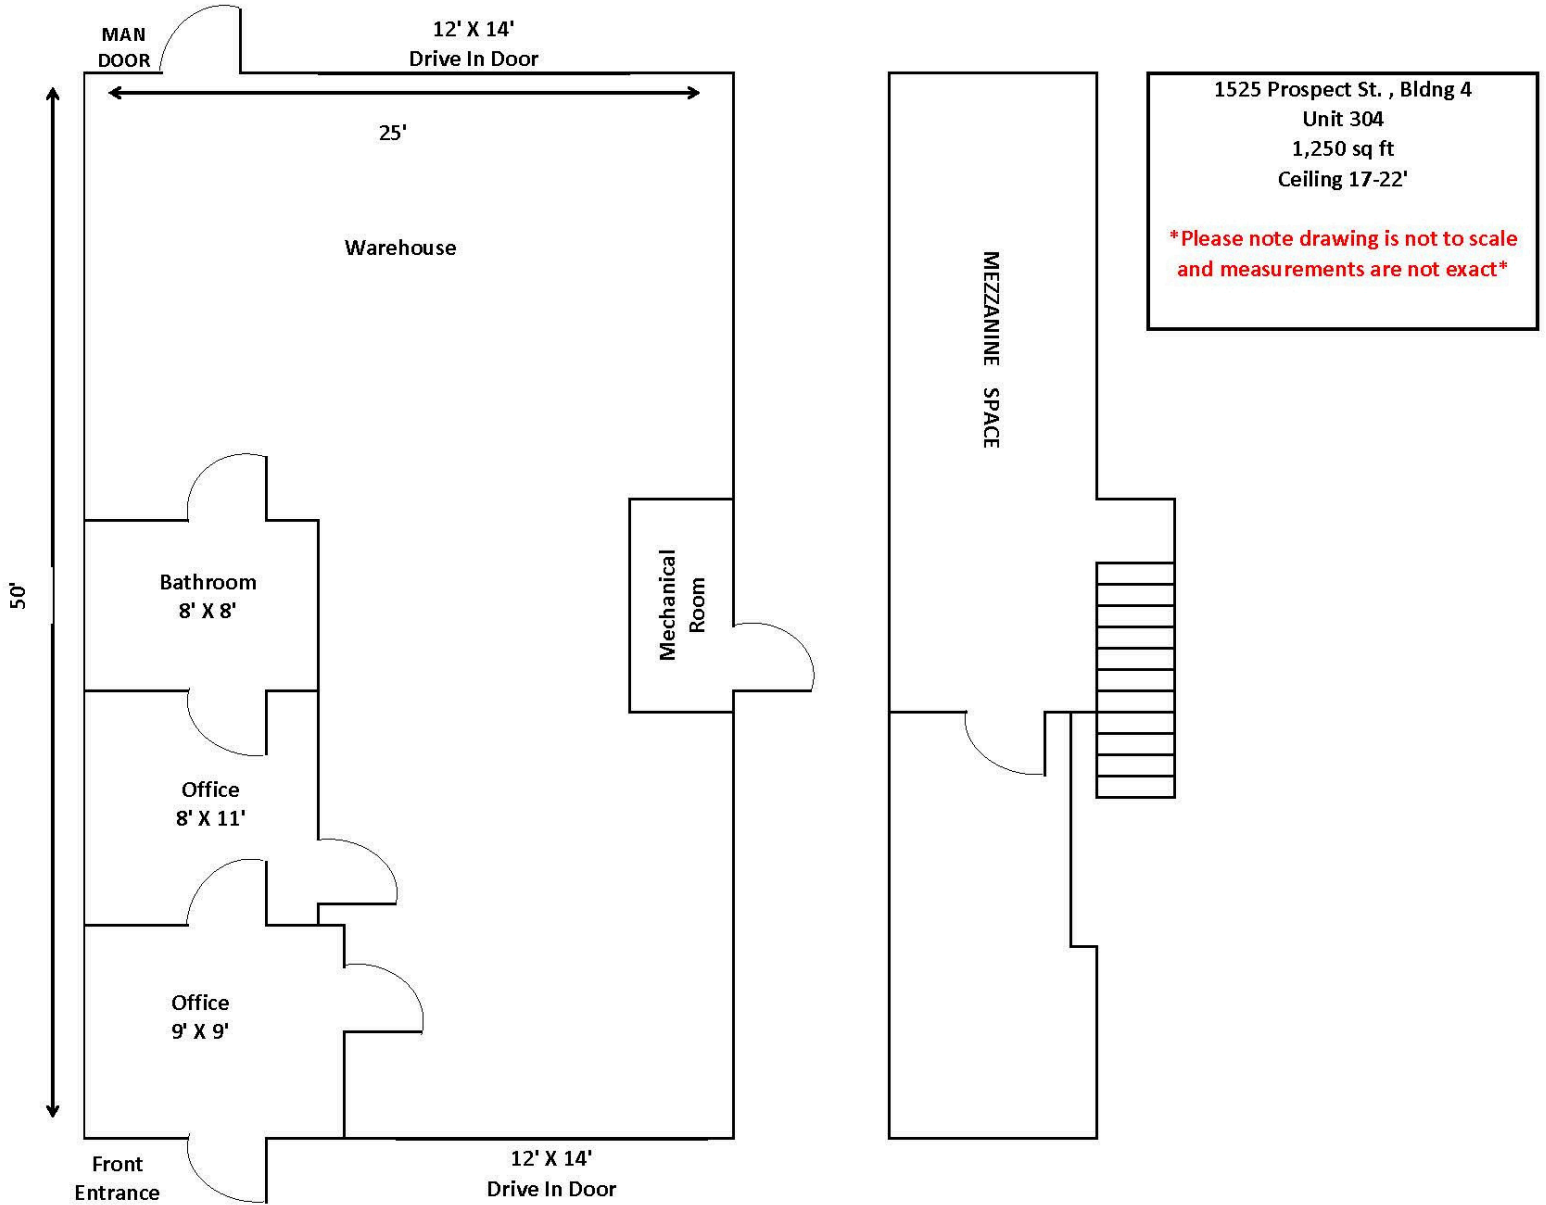 MAN
DOOR
12' X 14'
Drive In Door
25'
Warehouse
50'
Bathroom
8' X 8'
Mechanical
Room
Office
8' X 11'
Office
9' X 9'
Front
Entrance
12' X 14'
Drive In Door
MEZZANINE SPACE
1525 Prospect St. , Bldng 4
Unit 304
1,250 sq ft
Ceiling 17-22'
*Please note drawing is not to scale
and measurements are not exact*